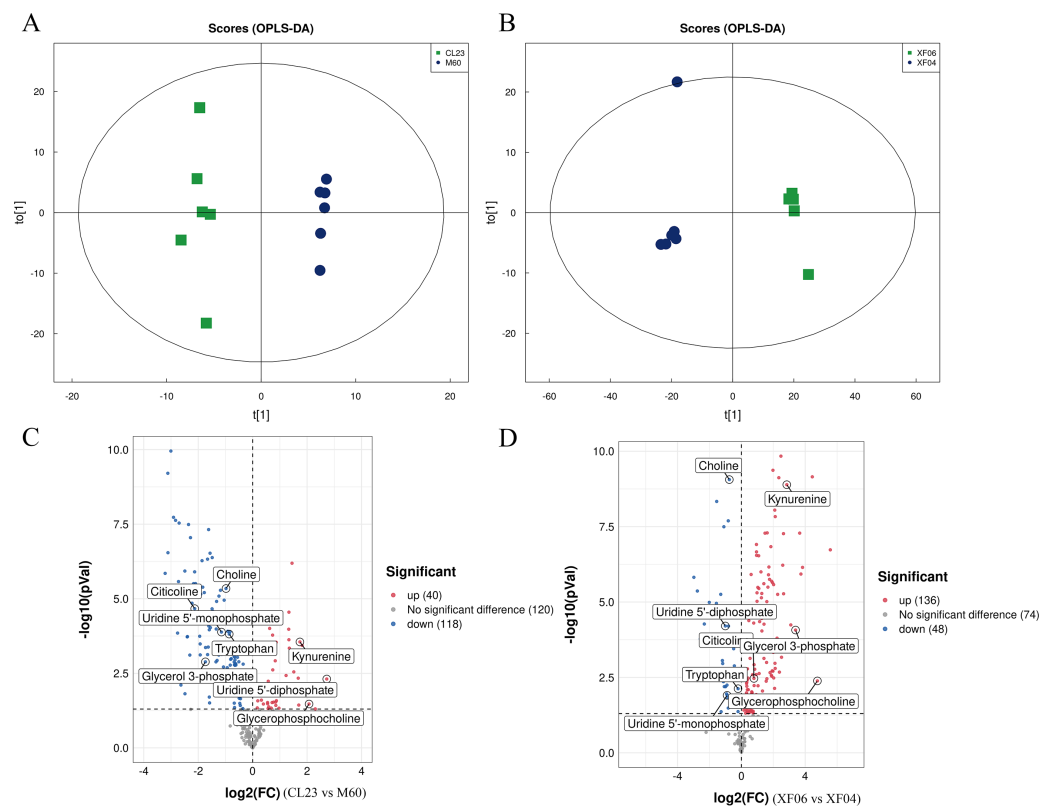 A
Scores (OPLS-DA)
CL23
M60
to[1]
20
10
0
-10
-20
-20
-10
0
10
20
t[1]
B
Scores (OPLS-DA)
XF06
XF04
to[1]
20
10
0
-10
-20
-60
-40
-20
0
20
40
60
t[1]
C
-log10(pVal)
10.0
7.5
5.0
2.5
0.0
Choline
Citicoline
Uridine 5'-monophosphate
Tryptophan
Kynurenine
Glycerol 3-phosphate
Uridine 5'-diphosphate
Glycerophosphocholine
-4
-2
0
2
4
log2(FC) (CL23 vs M60)
Significant
up (40)
No significant difference (120)
down (118)
D
-log10(pVal)
10.0
7.5
5.0
2.5
0.0
Choline
Kynurenine
Uridine 5'-diphosphate
Citicolin
Glycerol 3-phosphate
Tryptophan
Glycerophosphocholine
Uridine 5'-monophosphate
-4
0
4
log2(FC) (XF06 vs XF04)
Significant
up (136)
No significant difference (74)
down (48)